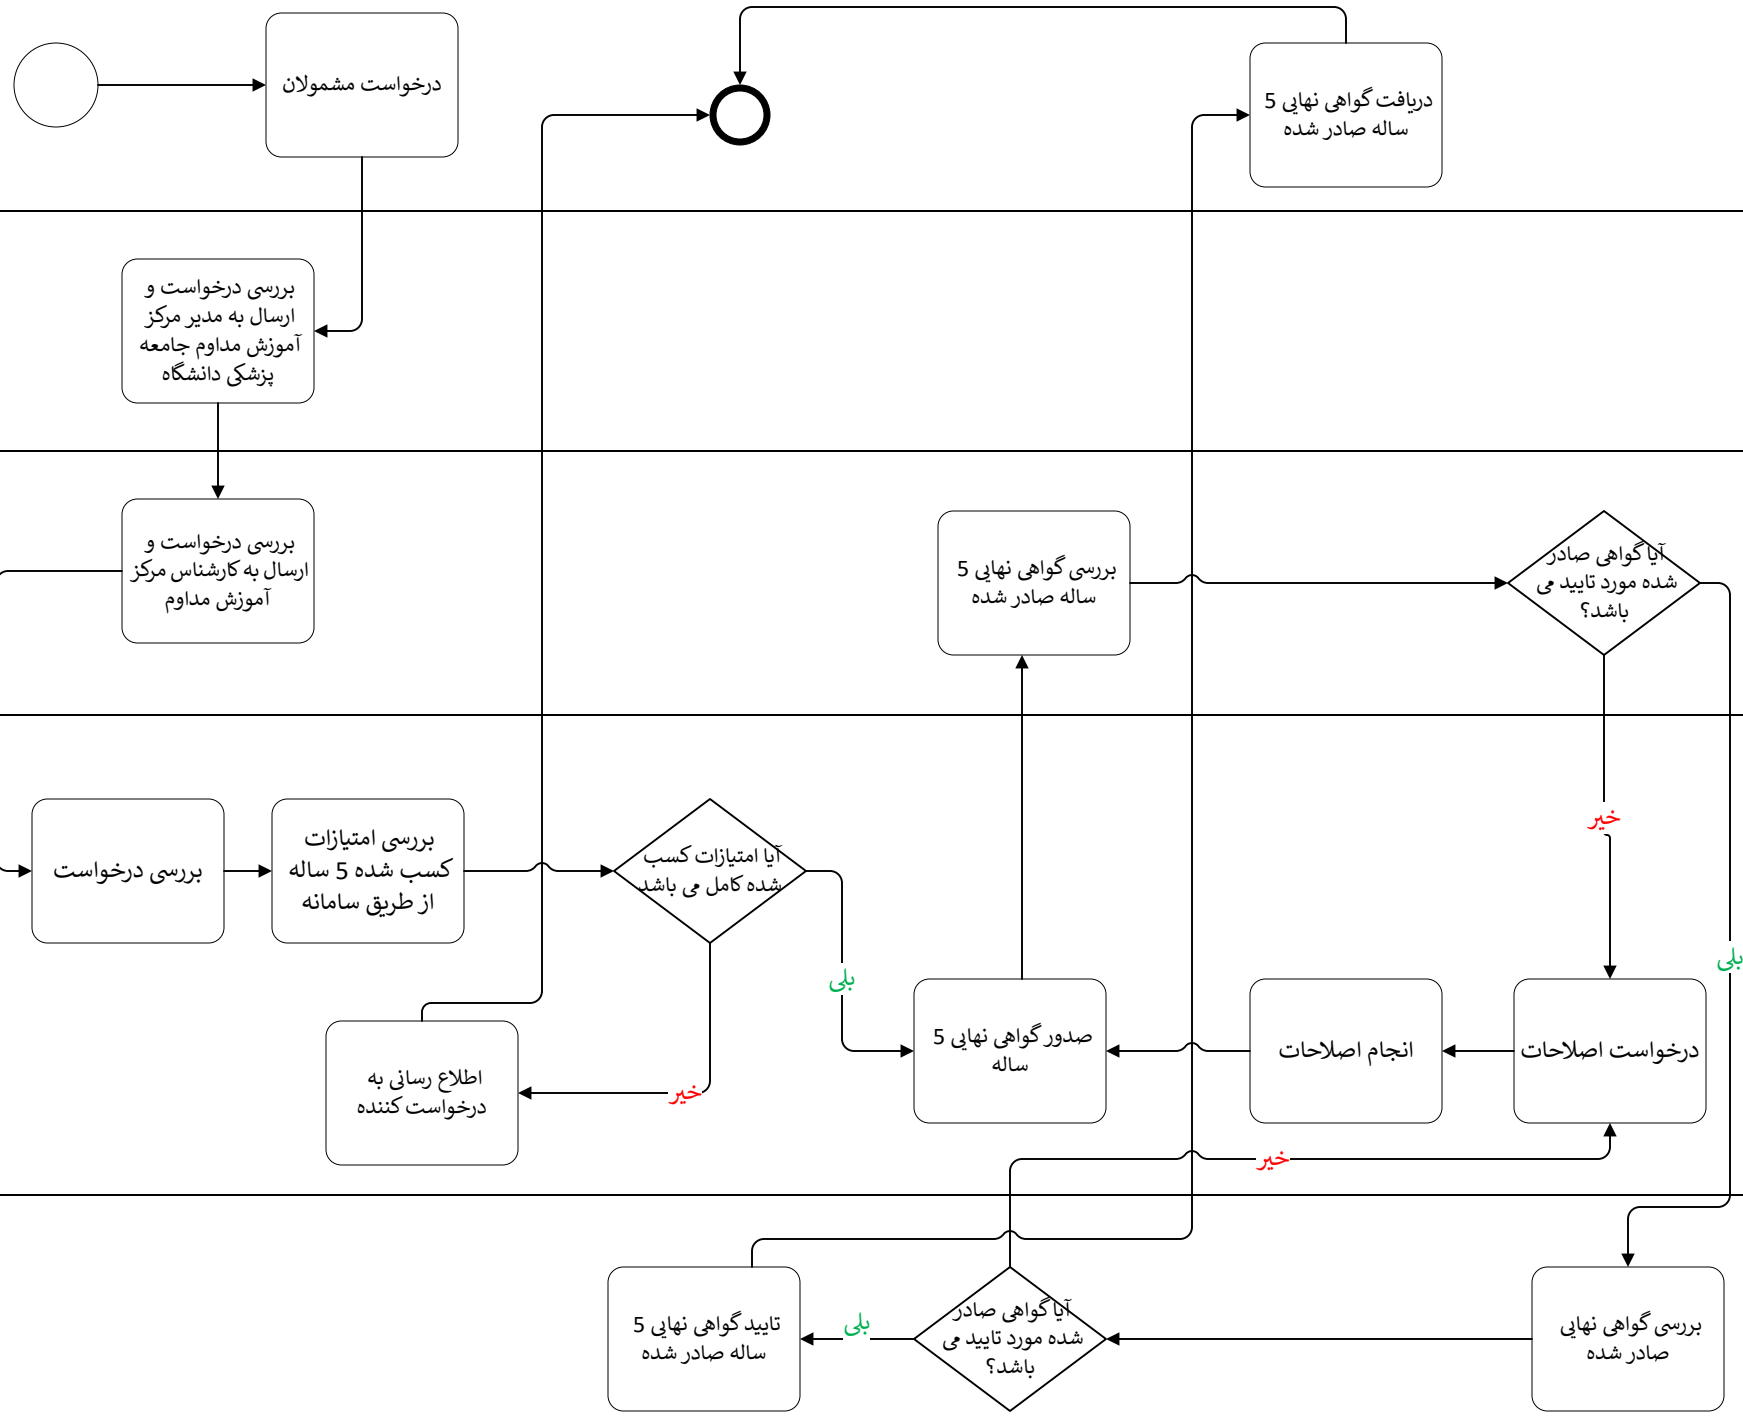 درخواست مشمولان
دریافت گواهی نهایی 5
ساله صادر شده
بررسی درخواست و
ارسال به مدیر مرکز
آموزش مداوم جامعه
پزشکی دانشگاه
بررسی درخواست و
ارسال به کارشناس مرکز
آموزش مداوم
بررسی گواهی نهایی 5
ساله صادر شده
آیا گواهی صادر
شده مورد تایید می
باشد؟
خیر
بلی
بررسی درخواست
بررسی امتیازات
کسب شده 5 ساله
از طریق سامانه
آیا امتیازات کسب
شده کامل می باشد
بلی
خیر
اطلاع رسانی به
درخواست کننده
صدور گواهی نهایی 5
ساله
انجام اصلاحات
درخواست اصلاحات
خیر
تایید گواهی نهایی 5
ساله صادر شده
بلی
آیا گواهی صادر
شده مورد تایید می
باشد؟
بررسی گواهی نهایی
صادر شده